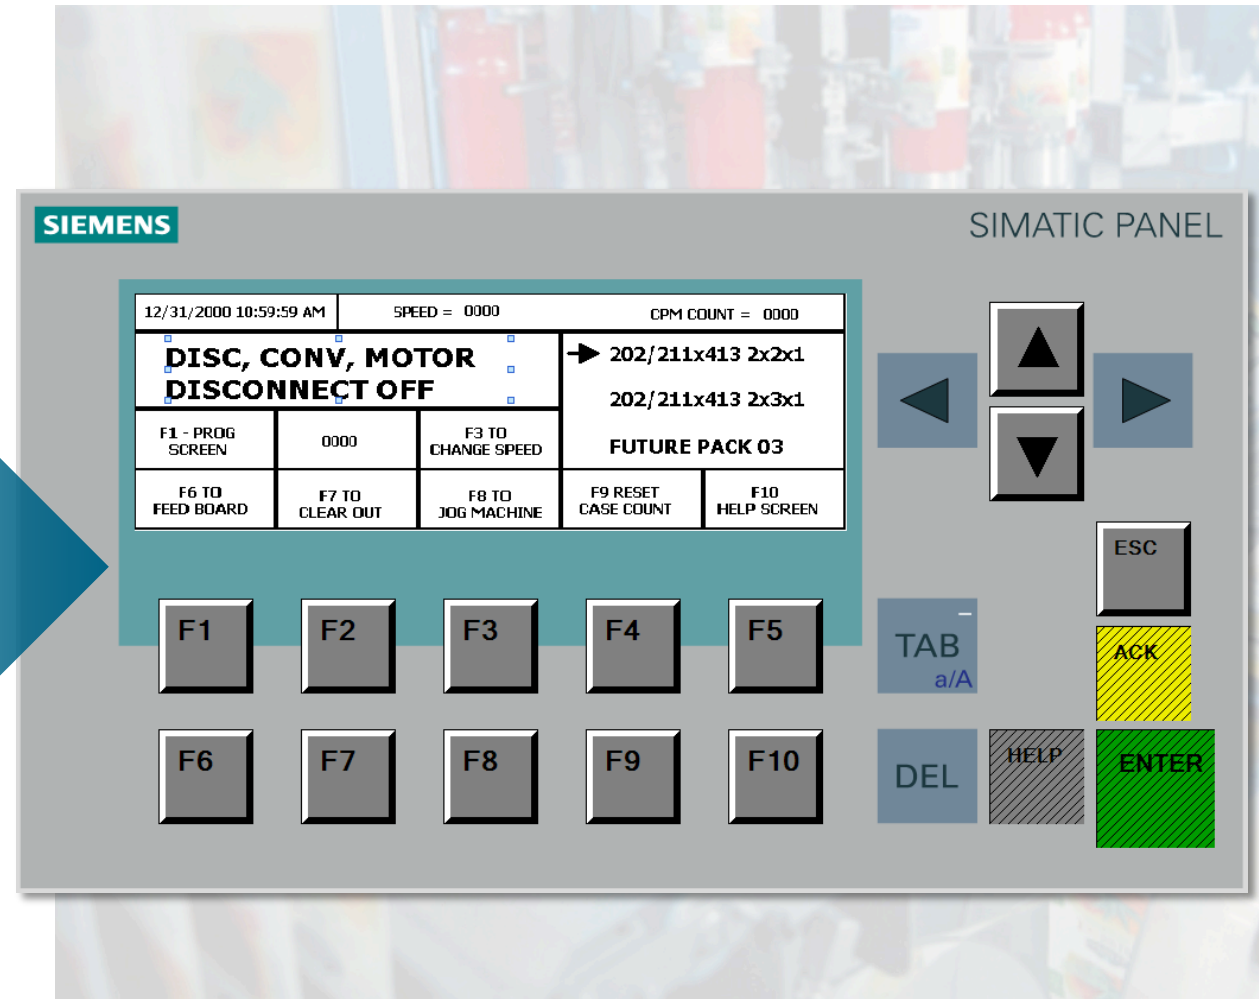 SIEMENS
SIMATIC PANEL
12/31/2000 10:59:59 AM
SPEED = 0000
CPM COUNT = 0000
DISC, CONV, MOTOR
DISCONNECT OFF
202/211x413 2x2x1
202/211x413 2x3x1
FUTURE PACK 03
F1 - PROG
SCREEN
0000
F3 TO
CHANGE SPEED
F6 TO
FEED BOARD
F7 TO
CLEAR OUT
F8 TO
JOG MACHINE
F9 RESET
CASE COUNT
F10
HELP SCREEN
ESC
F1
F2
F3
F4
F5
TAB
a/A
ACK
F6
F7
F8
F9
F10
DEL
HELP
ENTER